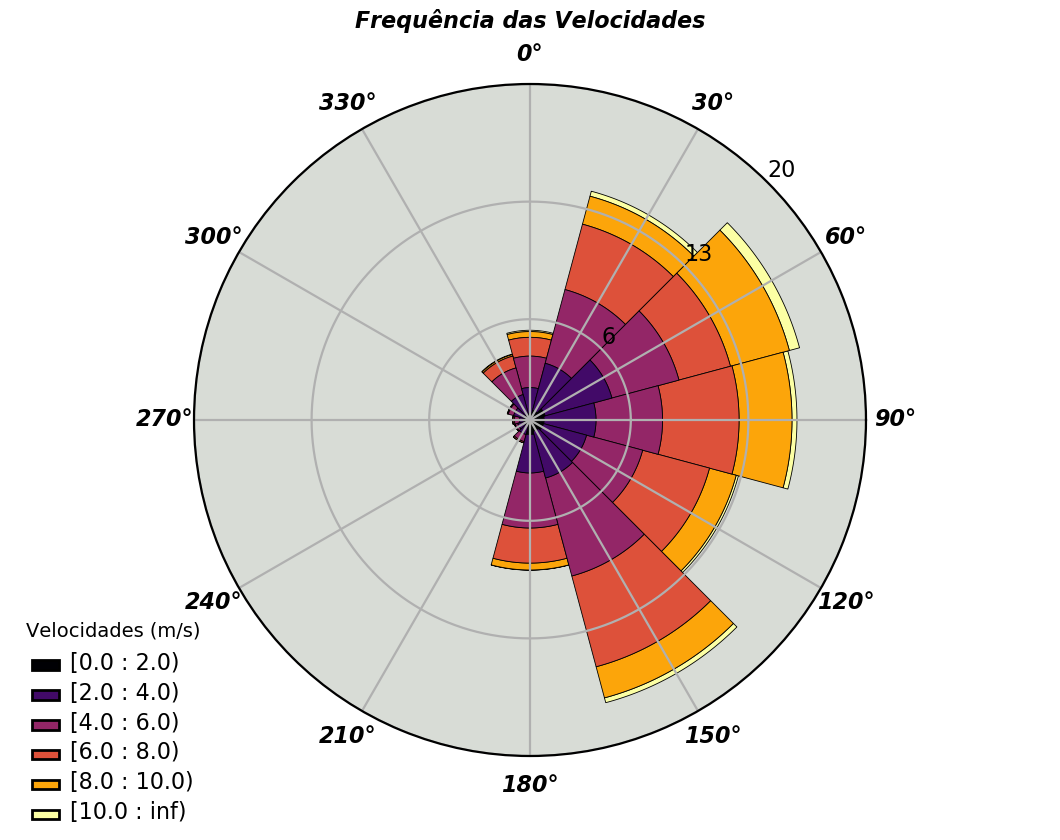 Frequência das Velocidades
0°
330°
30°
20
300°
60°
13
6
270°
90°
240°
120°
210°
150°
180°
Velocidades (m/s)
[0.0 : 2.0)
[2.0 : 4.0)
[4.0 : 6.0)
[6.0 : 8.0)
[8.0 : 10.0)
[10.0 : inf)